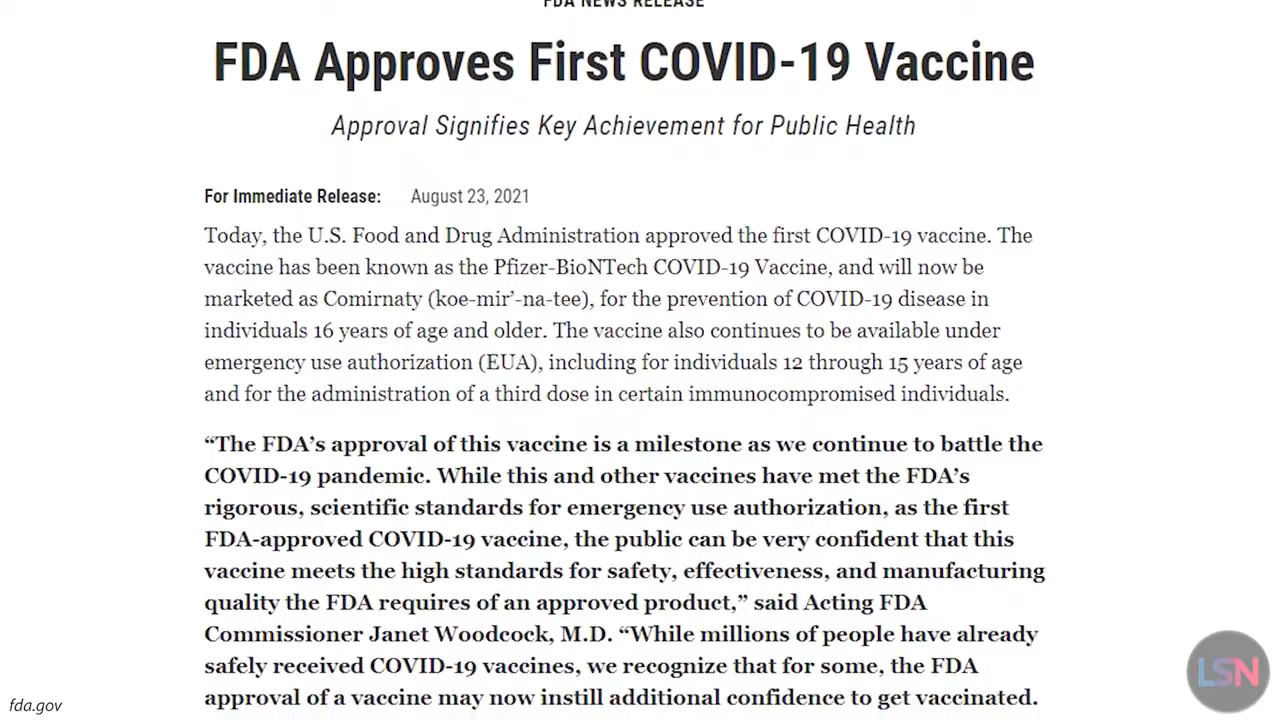 FDA NEWS RELEASE
FDA Approves First COVID-19 Vaccine
Approval Signifies Key Achievement for Public Health
For Immediate Release: August 23, 2021
Today, the U.S. Food and Drug Administration approved the first COVID-19 vaccine. The
vaccine has been known as the Pfizer-BioNTech COVID-19 Vaccine, and will now be
marketed as Comirnaty (koe-mir’-na-tee), for the prevention of COVID-19 disease in
individuals 16 years of age and older. The vaccine also continues to be available under
emergency use authorization (EUA), including for individuals 12 through 15 years of age
and for the administration of a third dose in certain immunocompromised individuals.
“The FDA’s approval of this vaccine is a milestone as we continue to battle the
COVID-19 pandemic. While this and other vaccines have met the FDA’s
rigorous, scientific standards for emergency use authorization, as the first
FDA-approved COVID-19 vaccine, the public can be very confident that this
vaccine meets the high standards for safety, effectiveness, and manufacturing
quality the FDA requires of an approved product,” said Acting FDA
Commissioner Janet Woodcock, M.D. “While millions of people have already
safely received COVID-19 vaccines, we recognize that for some, the FDA
approval of a vaccine may now instill additional confidence to get vaccinated.
fda.gov
LSN